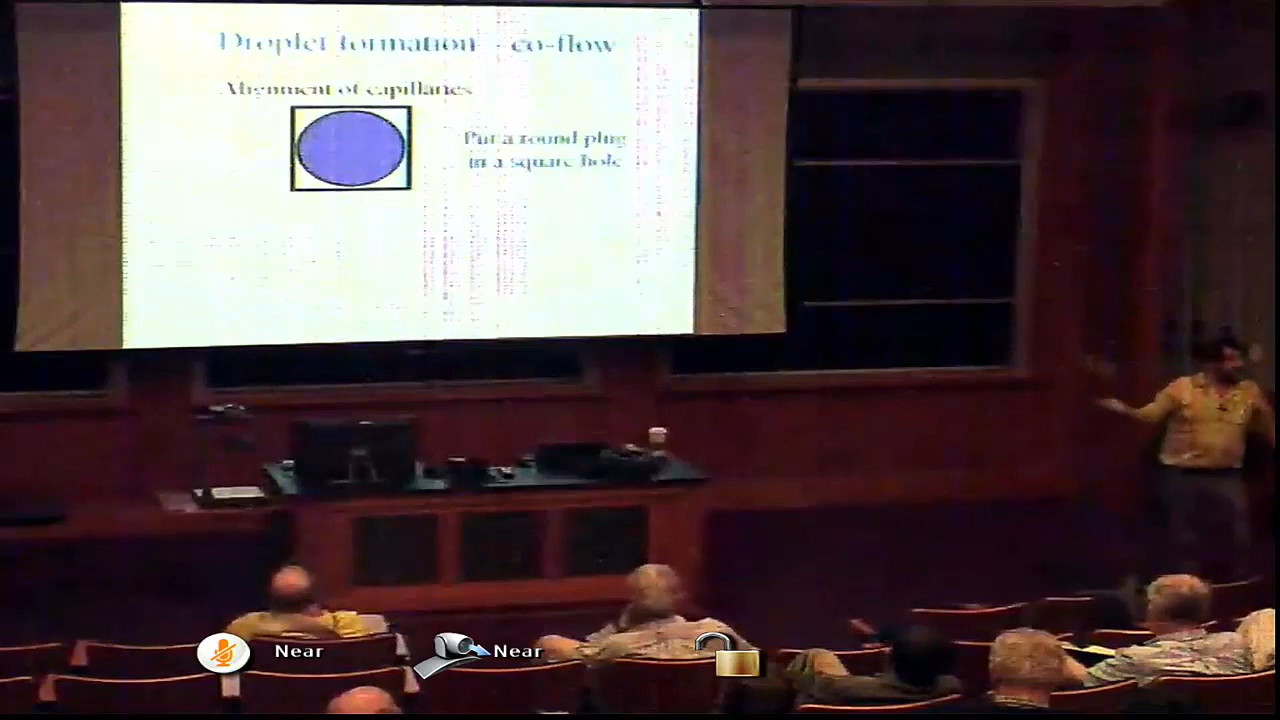 Droplet formation - co-flow
Alignment of capillaries
Put a round plug
in a square hole
Near
Near